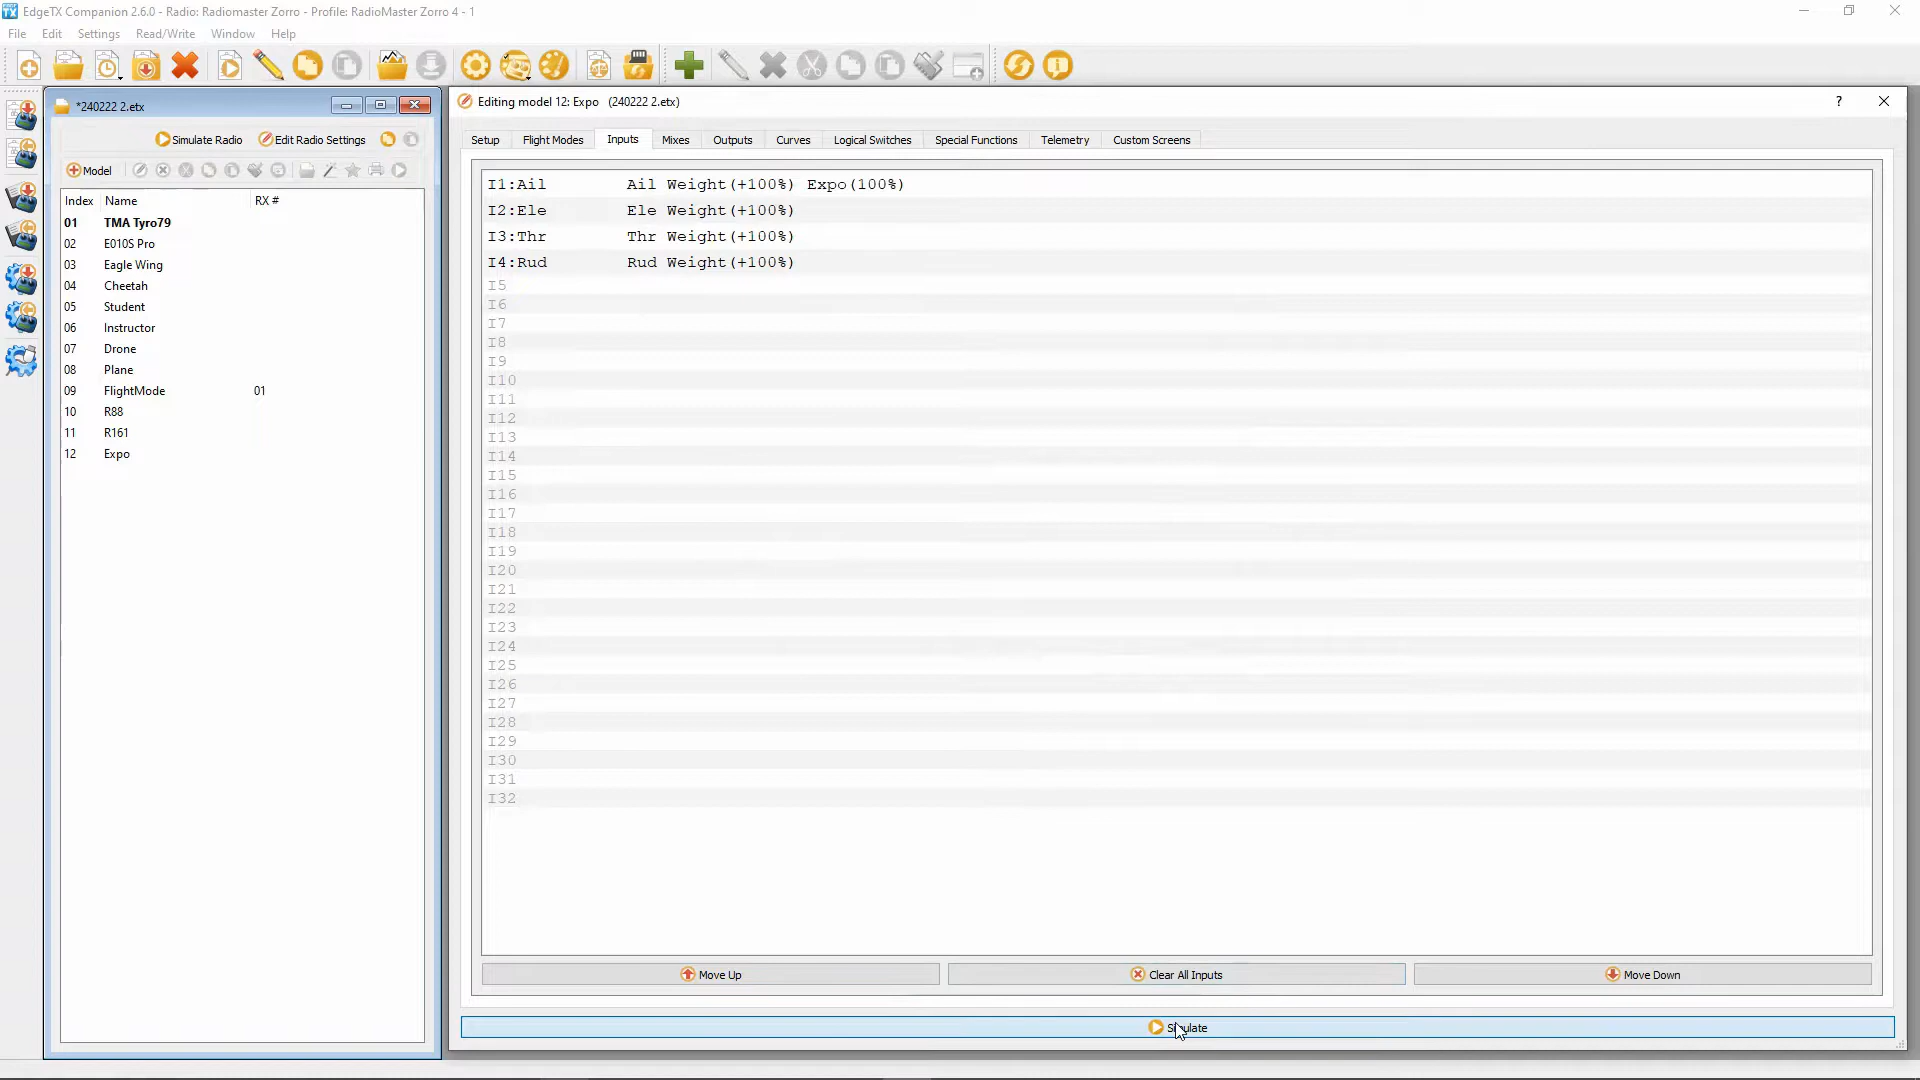 EdgeTX Companion 2.6.0 - Radio: Radiomaster Zorro - Profile: RadioMaster Zorro 4 - 1
File Edit Settings Read/Write Window Help
*240222 2.etx
Simulate Radio Edit Radio Settings
Model
Index Name RX #
01 TMA Tyro79
02 E010S Pro
03 Eagle Wing
04 Cheetah
05 Student
06 Instructor
07 Drone
08 Plane
09 FlightMode 01
10 R88
11 R161
12 Expo
Editing model 12: Expo (240222 2.etx) ?
Setup Flight Modes Inputs Mixes Outputs Curves Logical Switches Special Functions Telemetry Custom Screens
I1:Ail Ail Weight(+100%) Expo(100%)
I2:Ele Ele Weight(+100%)
I3:Thr Thr Weight(+100%)
I4:Rud Rud Weight(+100%)
I5
I6
I7
I8
I9
I10
I11
I12
I13
I14
I15
I16
I17
I18
I19
I20
I21
I22
I23
I24
I25
I26
I27
I28
I29
I30
I31
I32
Move Up Clear All Inputs Move Down
Simulate